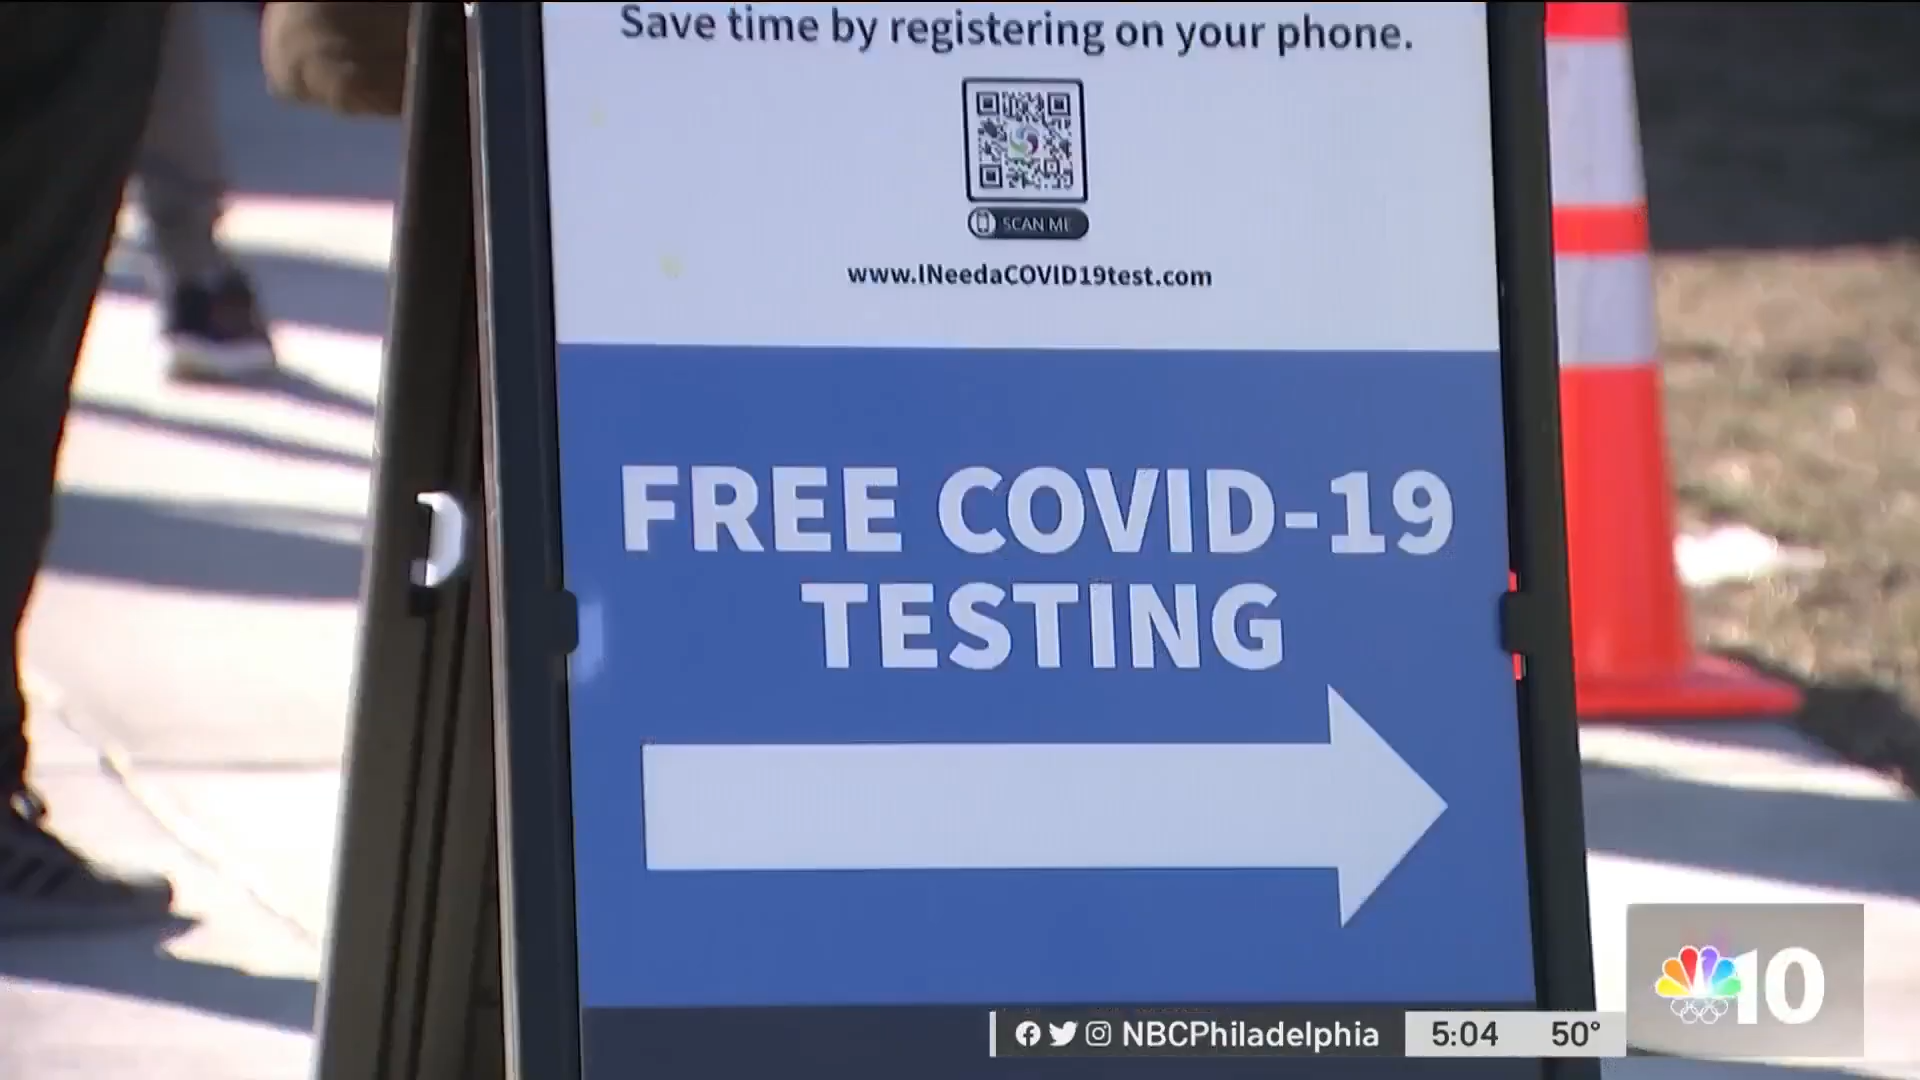 Save time by registering on your phone.
SCAN ME
www.INeedaCOVID19test.com
FREE COVID-19
TESTING
10
NBCPhiladelphia
5:04
50°